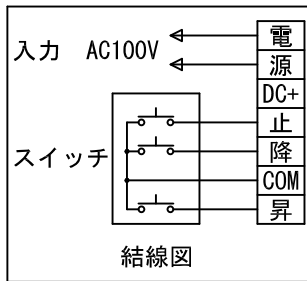 入力 AC100V
電
源
DC+
止
降
COM
昇
スイッチ
結線図